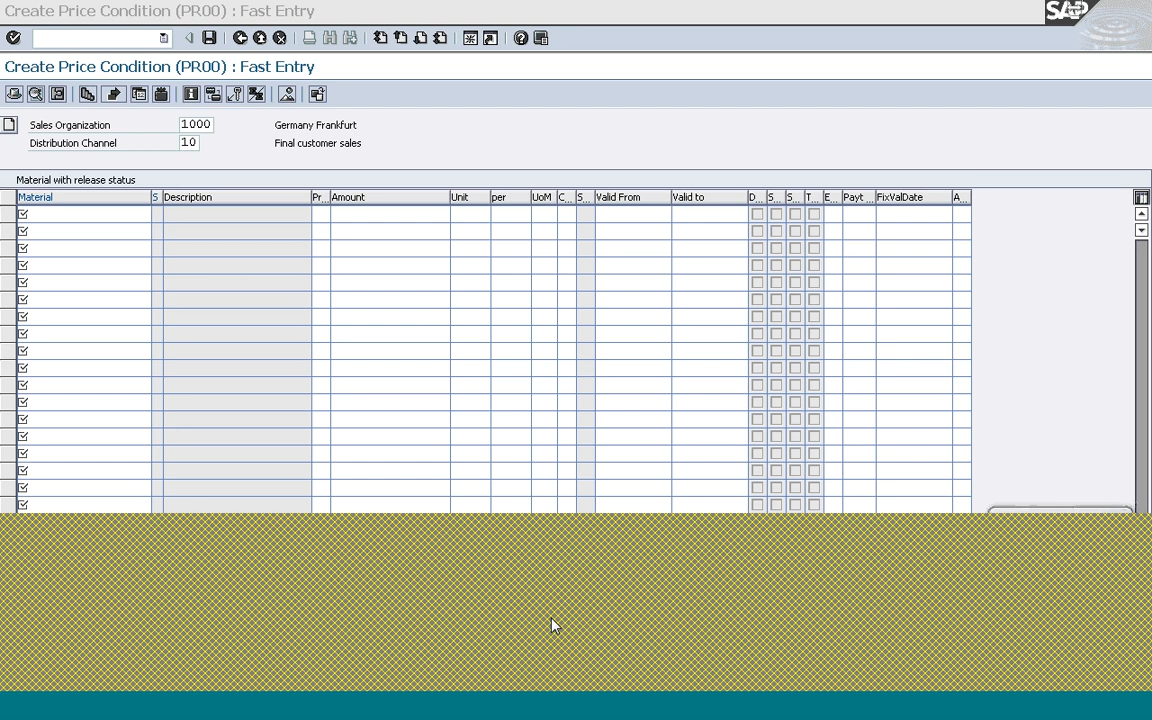 Create Price Condition (PR00) : Fast Entry
SAP
Create Price Condition (PR00) : Fast Entry
Sales Organization 1000 Germany Frankfurt
Distribution Channel 10 Final customer sales
Material with release status
Material S Description Pr... Amount Unit per UoM C... S... Valid From Valid to D... S... S... T... E... Payt ... FixValDate A...